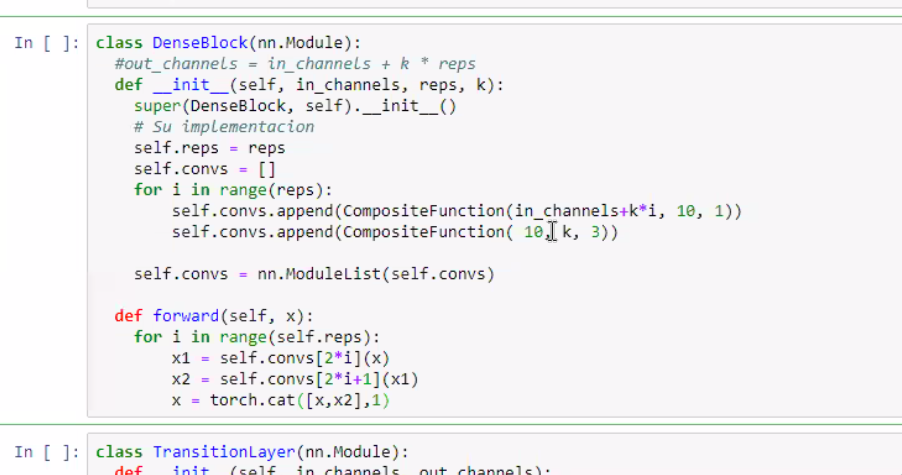 In [ ]:
class DenseBlock(nn.Module):
  #out_channels = in_channels + k * reps
  def __init__(self, in_channels, reps, k):
    super(DenseBlock, self).__init__()
    # Su implementacion
    self.reps = reps
    self.convs = []
    for i in range(reps):
        self.convs.append(CompositeFunction(in_channels+k*i, 10, 1))
        self.convs.append(CompositeFunction( 10, k, 3))
    self.convs = nn.ModuleList(self.convs)
  def forward(self, x):
    for i in range(self.reps):
        x1 = self.convs[2*i](x)
        x2 = self.convs[2*i+1](x1)
        x = torch.cat([x,x2],1)
In [ ]:
class TransitionLayer(nn.Module):
  def __init__(self, in_channels, out_channels):